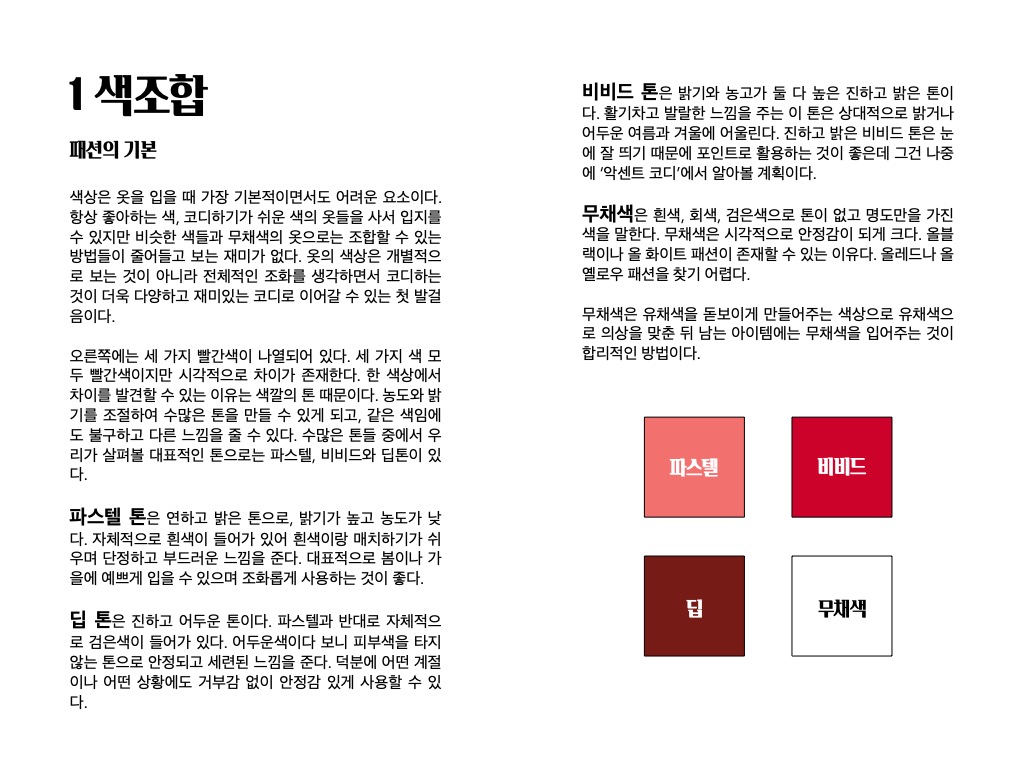 1 색조합
패션의 기본
색상은 옷을 입을 때 가장 기본적이면서도 어려운 요소이다.
항상 좋아하는 색, 코디하기가 쉬운 색의 옷들을 사서 입지를
수 있지만 비슷한 색들과 무채색의 옷으로는 조합할 수 있는
방법들이 줄어들고 보는 재미가 없다. 옷의 색상은 개별적으
로 보는 것이 아니라 전체적인 조화를 생각하면서 코디하는
것이 더욱 다양하고 재미있는 코디로 이어갈 수 있는 첫 발걸
음이다.
오른쪽에는 세 가지 빨간색이 나열되어 있다. 세 가지 색 모
두 빨간색이지만 시각적으로 차이가 존재한다. 한 색상에서
차이를 발견할 수 있는 이유는 색깔의 톤 때문이다. 농도와 밝
기를 조절하여 수많은 톤을 만들 수 있게 되고, 같은 색임에
도 불구하고 다른 느낌을 줄 수 있다. 수많은 톤들 중에서 우
리가 살펴볼 대표적인 톤으로는 파스텔, 비비드와 딥톤이 있
다.
파스텔 톤은 연하고 밝은 톤으로, 밝기가 높고 농도가 낮
다. 자체적으로 흰색이 들어가 있어 흰색이랑 매치하기가 쉬
우며 단정하고 부드러운 느낌을 준다. 대표적으로 봄이나 가
을에 예쁘게 입을 수 있으며 조화롭게 사용하는 것이 좋다.
딥 톤은 진하고 어두운 톤이다. 파스텔과 반대로 자체적으
로 검은색이 들어가 있다. 어두운색이다 보니 피부색을 타지
않는 톤으로 안정되고 세련된 느낌을 준다. 덕분에 어떤 계절
이나 어떤 상황에도 거부감 없이 안정감 있게 사용할 수 있
다.
비비드 톤은 밝기와 농고가 둘 다 높은 진하고 밝은 톤이
다. 활기차고 발랄한 느낌을 주는 이 톤은 상대적으로 밝거나
어두운 여름과 겨울에 어울린다. 진하고 밝은 비비드 톤은 눈
에 잘 띄기 때문에 포인트로 활용하는 것이 좋은데 그건 나중
에 ‘악센트 코디’에서 알아볼 계획이다.
무채색은 흰색, 회색, 검은색으로 톤이 없고 명도만을 가진
색을 말한다. 무채색은 시각적으로 안정감이 되게 크다. 올블
랙이나 올 화이트 패션이 존재할 수 있는 이유다. 올레드나 올
옐로우 패션을 찾기 어렵다.
무채색은 유채색을 돋보이게 만들어주는 색상으로 유채색으
로 의상을 맞춘 뒤 남는 아이템에는 무채색을 입어주는 것이
합리적인 방법이다.
파스텔
비비드
딥
무채색